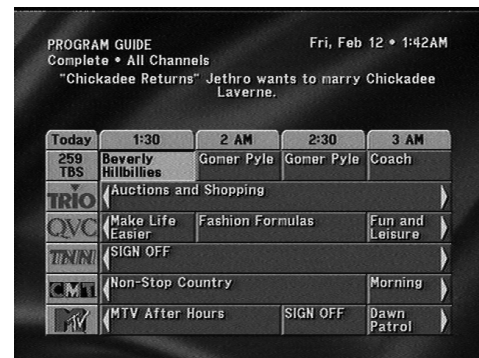 PROGRAM GUIDE
Fri, Feb 12 • 1:42AM
Complete • All Channels
"Chickadee Returns" Jethro wants to marry Chickadee
Laverne.
Today 1:30 2 AM 2:30 3 AM
259
TBS
Beverly
Hillbillies
Gomer Pyle
Gomer Pyle
Coach
TRIO
Auctions and Shopping
QVC
Make Life
Easier
Fashion Formulas
Fun and
Leisure
TNN
SIGN OFF
CMT
Non-Stop Country
Morning
MTV
MTV After Hours
SIGN OFF
Dawn
Patrol